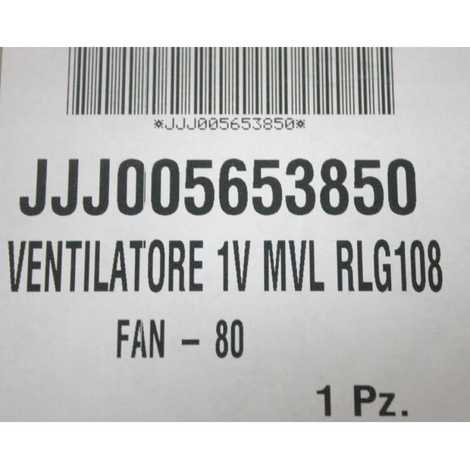 *JJJ005653850*
JJJ005653850
VENTILATORE 1V MVL RLG108
FAN - 80
1 Pz.